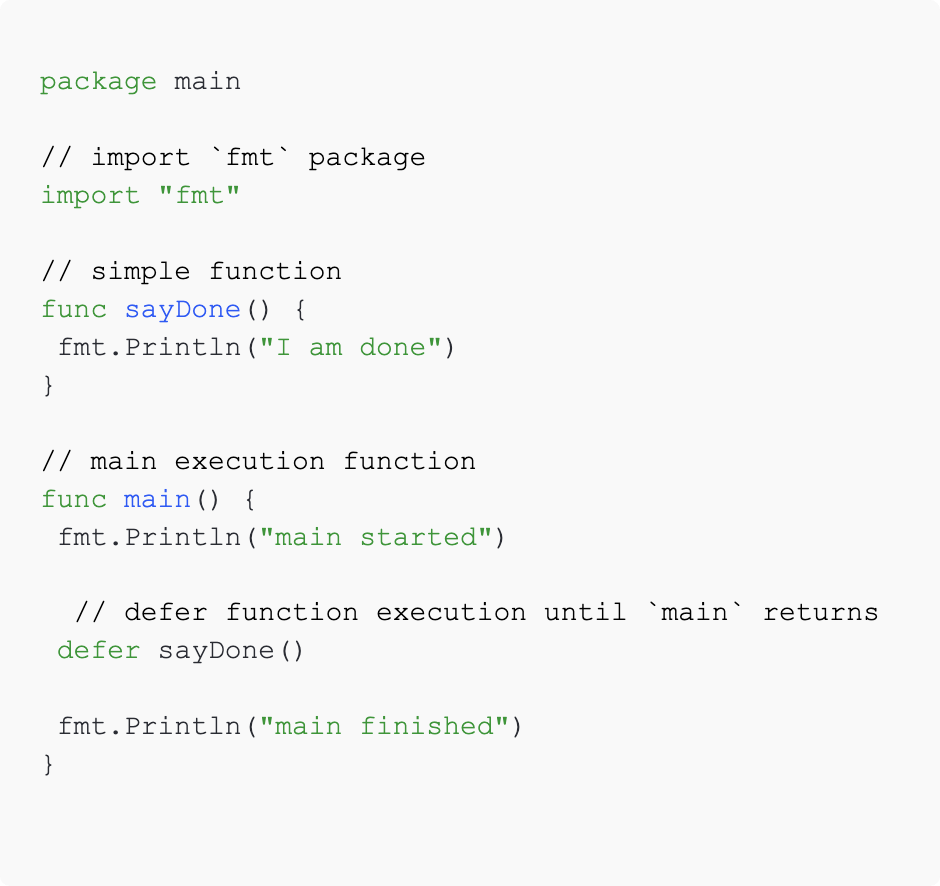 package main
// import `fmt` package
import "fmt"
// simple function
func sayDone() {
fmt.Println("I am done")
}
// main execution function
func main() {
fmt.Println("main started")
// defer function execution until `main` returns
defer sayDone()
fmt.Println("main finished")
}